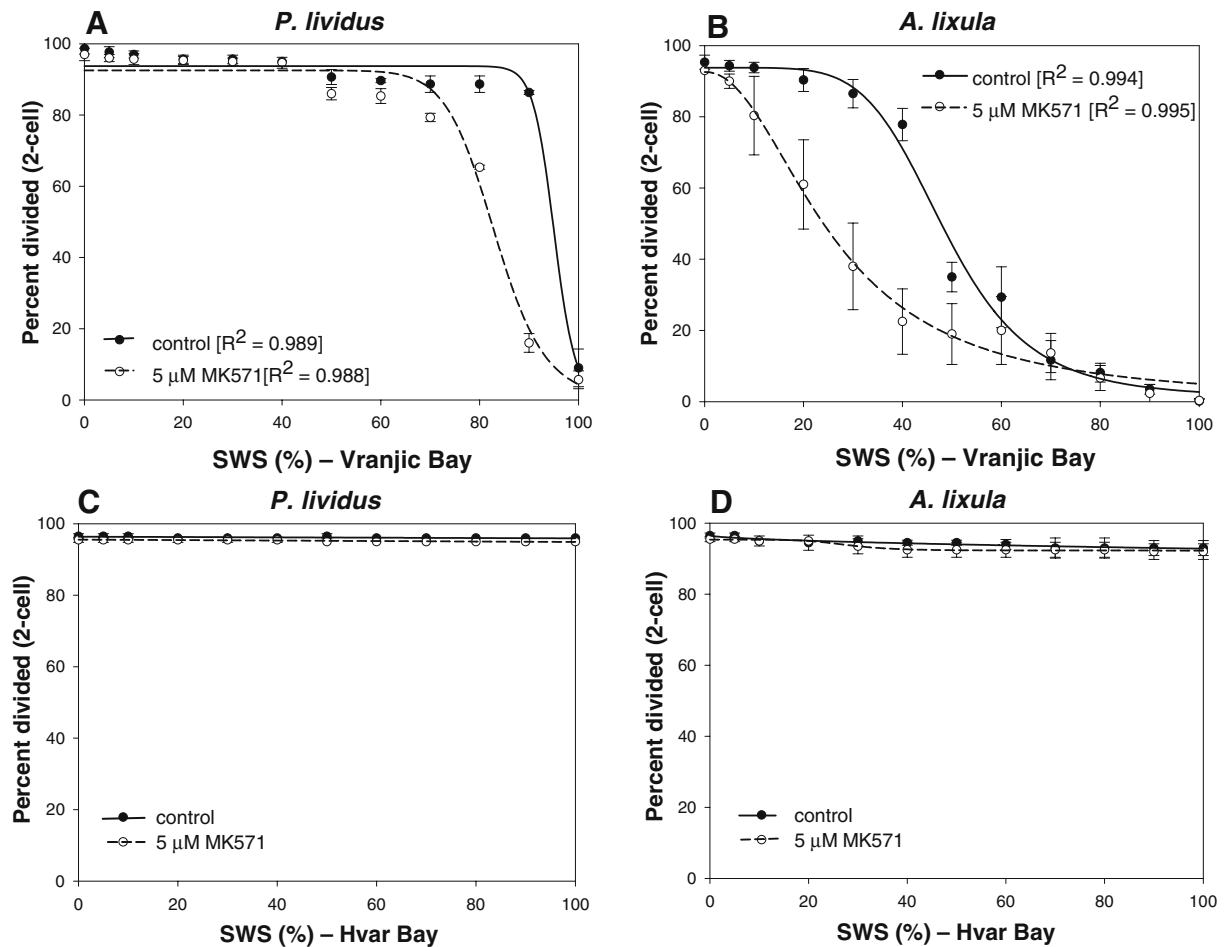 A
P. lividus
100
80
60
40
20
0
Percent divided (2-cell)
control [R2 = 0.989]
5 μM MK571[R2 = 0.988]
0 20 40 60 80 100
SWS (%) – Vranjic Bay
B
A. lixula
100
80
60
40
20
0
Percent divided (2-cell)
control [R2 = 0.994]
5 μM MK571 [R2 = 0.995]
0 20 40 60 80 100
SWS (%) – Vranjic Bay
C
P. lividus
100
80
60
40
20
0
Percent divided (2-cell)
control
5 μM MK571
0 20 40 60 80 100
SWS (%) – Hvar Bay
D
A. lixula
100
80
60
40
20
0
Percent divided (2-cell)
control
5 μM MK571
0 20 40 60 80 100
SWS (%) – Hvar Bay